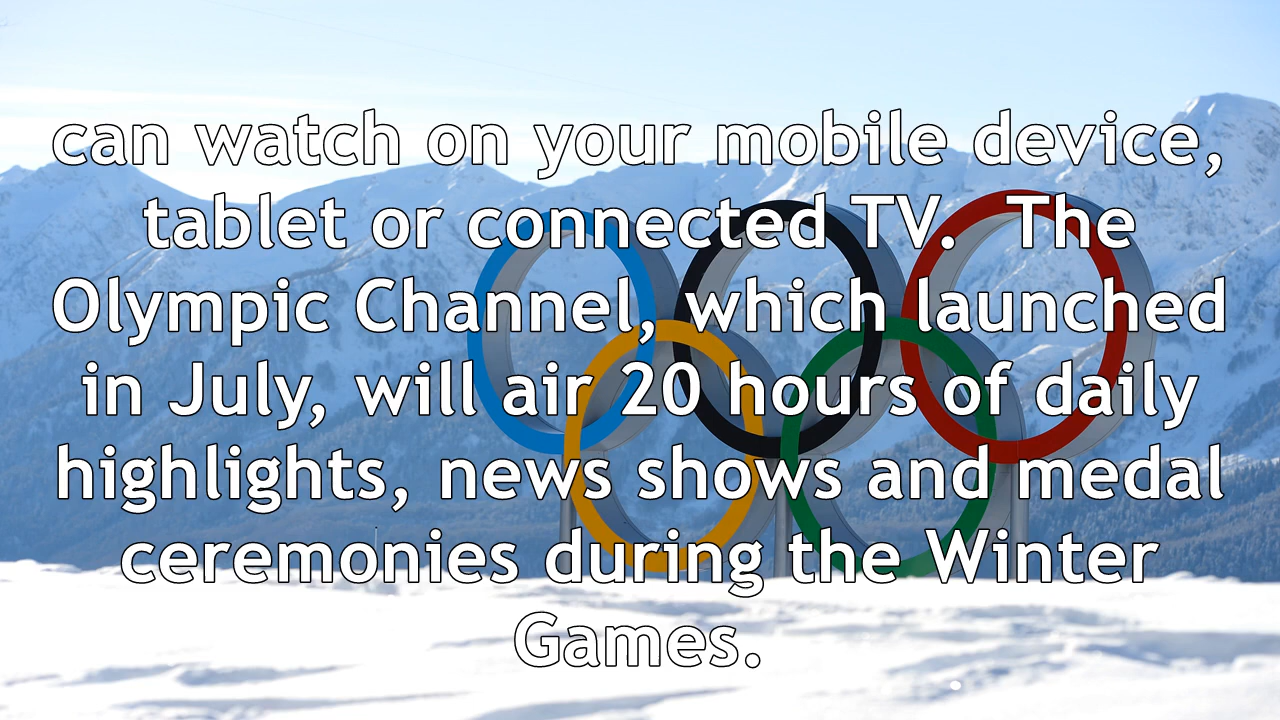 can watch on your mobile device,
tablet or connected TV.  The
Olympic Channel, which launched
in July, will air 20 hours of daily
highlights, news shows and medal
ceremonies during the Winter
Games.